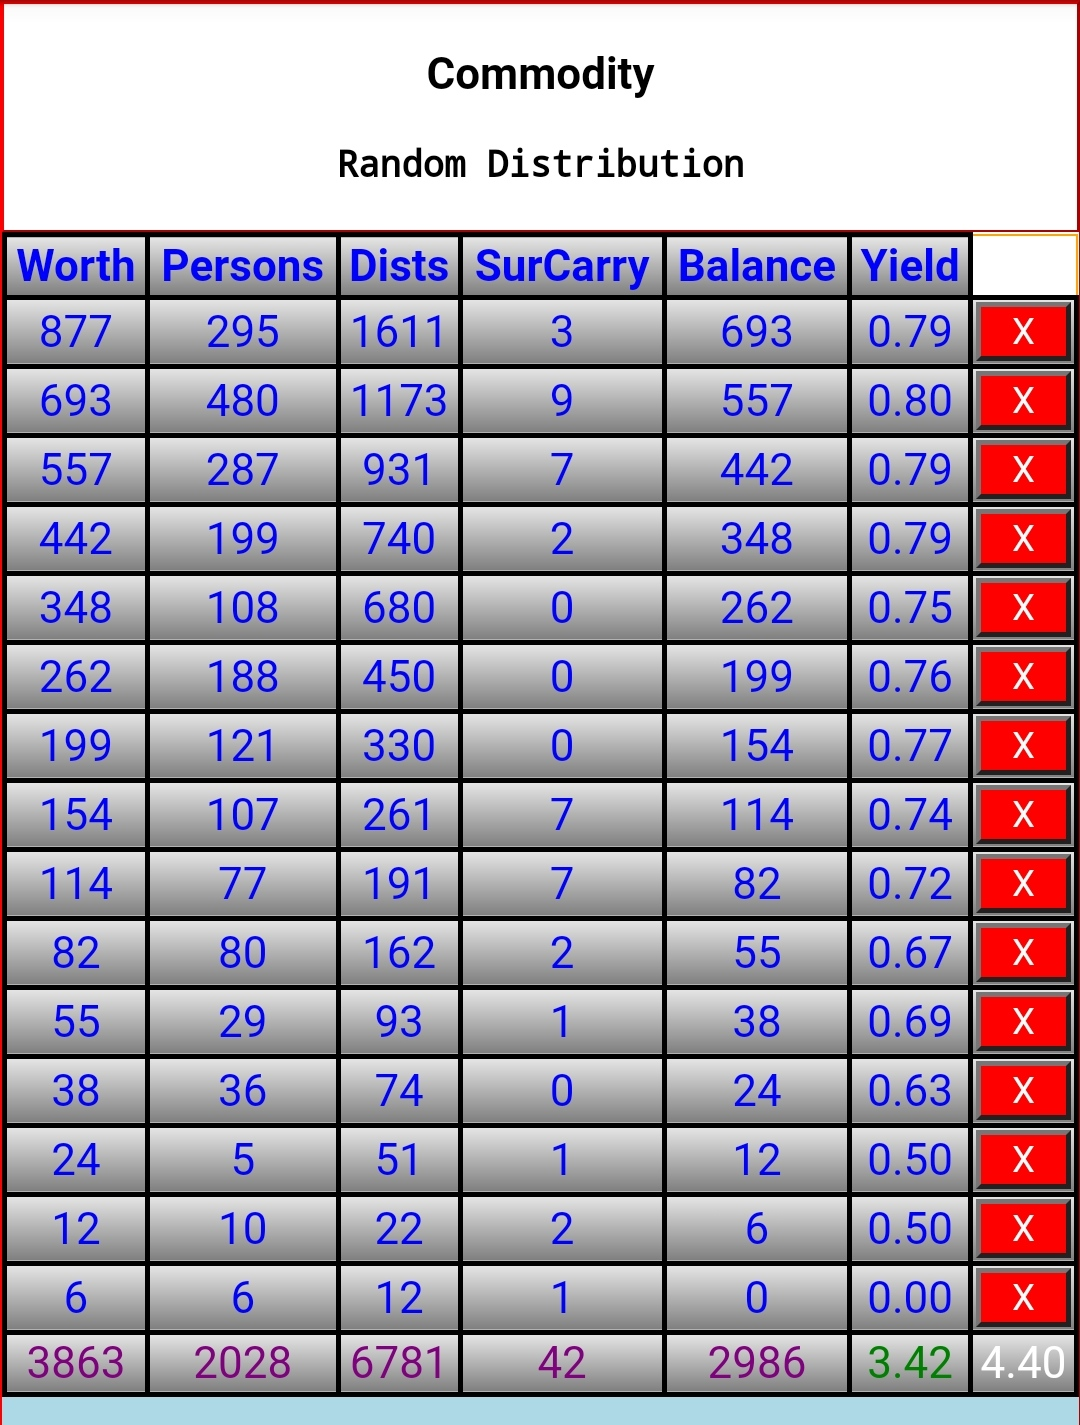 Commodity
Random Distribution
Worth Persons Dists SurCarry Balance Yield
877 295 1611 3 693 0.79 X
693 480 1173 9 557 0.80 X
557 287 931 7 442 0.79 X
442 199 740 2 348 0.79 X
348 108 680 0 262 0.75 X
262 188 450 0 199 0.76 X
199 121 330 0 154 0.77 X
154 107 261 7 114 0.74 X
114 77 191 7 82 0.72 X
82 80 162 2 55 0.67 X
55 29 93 1 38 0.69 X
38 36 74 0 24 0.63 X
24 5 51 1 12 0.50 X
12 10 22 2 6 0.50 X
6 6 12 1 0 0.00 X
3863 2028 6781 42 2986 3.42 4.40